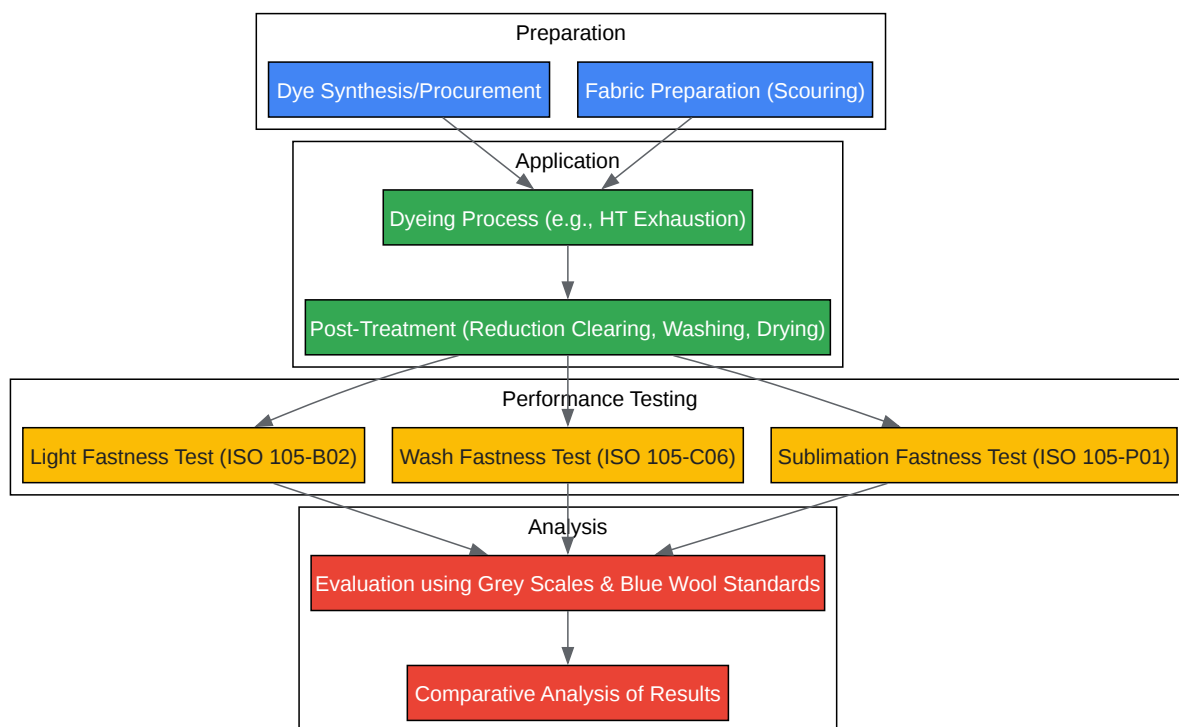 Preparation
Dye Synthesis/Procurement
Fabric Preparation (Scouring)
Application
Dyeing Process (e.g., HT Exhaustion)
Post-Treatment (Reduction Clearing, Washing, Drying)
Performance Testing
Light Fastness Test (ISO 105-B02)
Wash Fastness Test (ISO 105-C06)
Sublimation Fastness Test (ISO 105-P01)
Analysis
Evaluation using Grey Scales & Blue Wool Standards
Comparative Analysis of Results